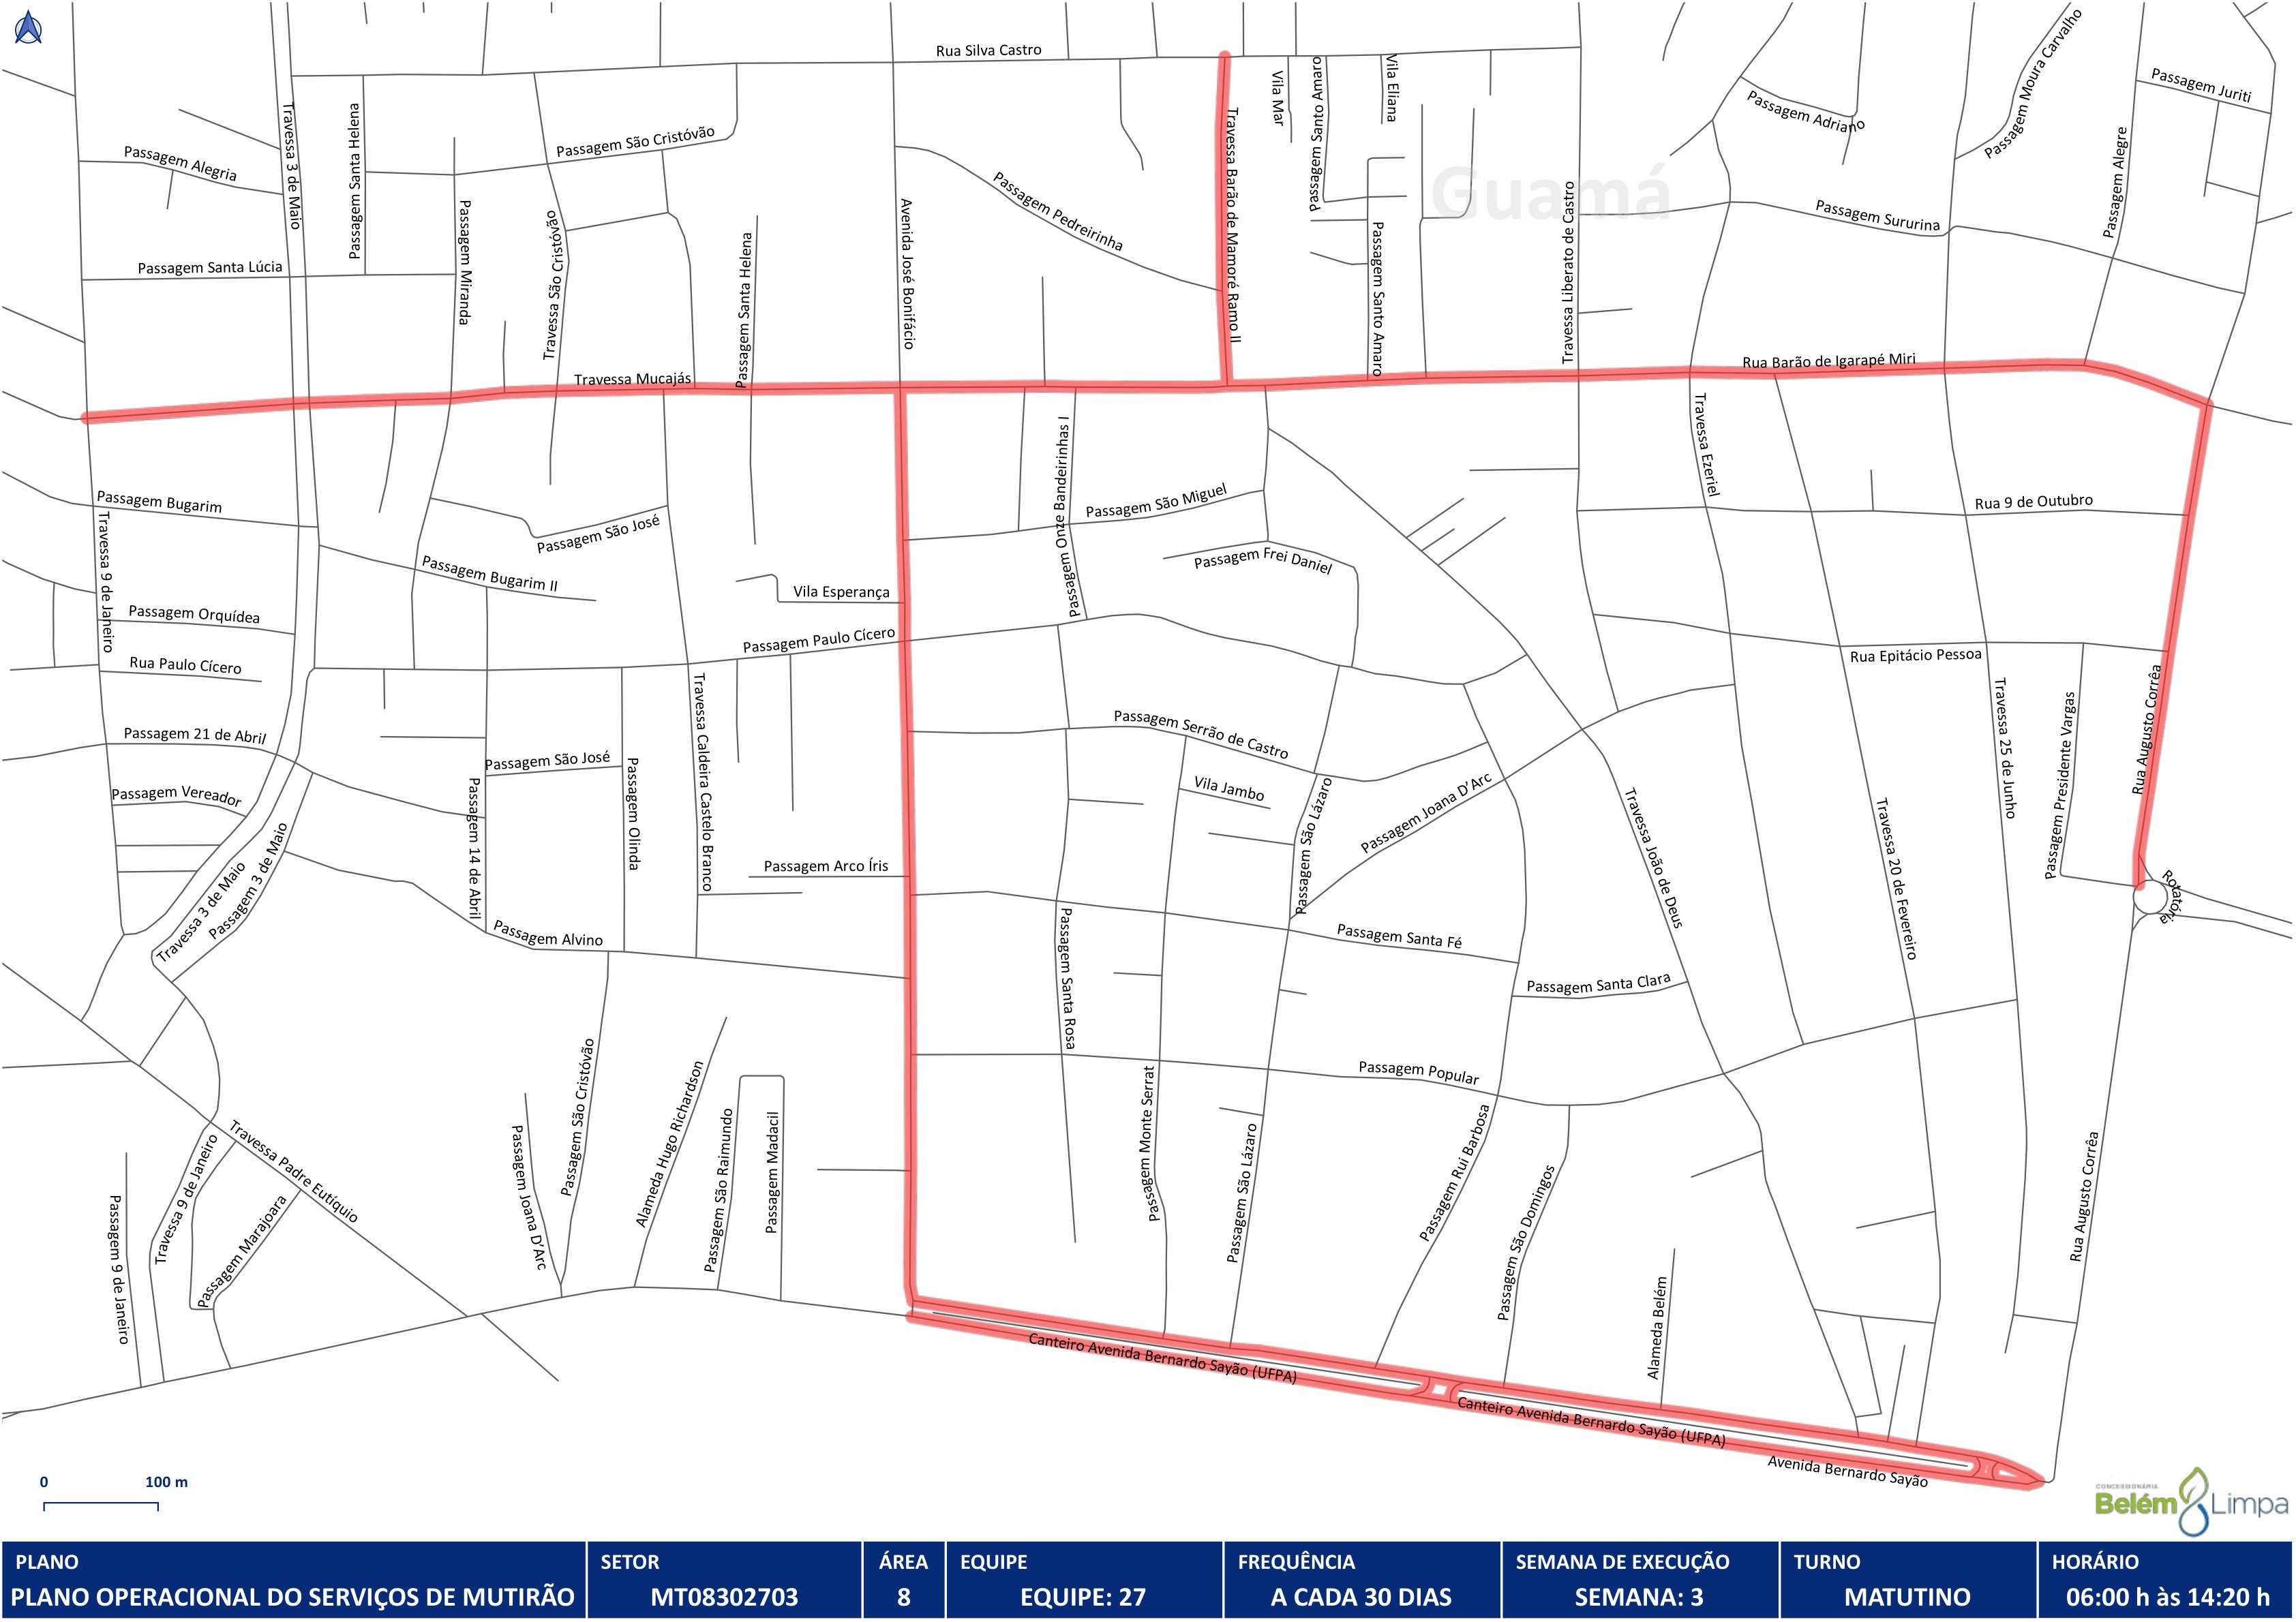 Rua Silva Castro
Passagem Moura Carvalho
Passagem Juriti
Passagem Adriano
Vila Mar
Passagem Santo Amaro
Vila Eliana
Travessa Barão de Mamoré Ramo II
Travessa 3 de Maio
Passagem Santa Helena
Passagem São Cristóvão
Passagem Alegria
Passagem Alegre
Guamá
Passagem Pedreirinha
Passagem Sururina
Passagem Miranda
Travessa São Cristóvão
Avenida José Bonifácio
Passagem Santa Helena
Passagem Santo Amaro
Travessa Liberato de Castro
Passagem Santa Lúcia
Rua Barão de Igarapé Miri
Travessa Mucajás
Travessa Ezeriel
Passagem Onze Bandeirinhas I
Passagem São Miguel
Rua 9 de Outubro
Passagem Bugarim
Travessa 9 de Janeiro
Passagem São José
Passagem Frei Daniel
Passagem Bugarim II
Vila Esperança
Passagem Orquídea
Passagem Paulo Cícero
Rua Paulo Cícero
Rua Epitácio Pessoa
Travessa Caldeira Castelo Branco
Travessa 25 de Junho
Passagem Presidente Vargas
Rua Augusto Corrêa
Passagem 21 de Abril
Passagem Serrão de Castro
Passagem São José
Passagem Olinda
Passagem 14 de Abril
Passagem Vereador
Vila Jambo
Passagem São Lázaro
Passagem Joana D'Arc
Travessa João de Deus
Travessa 20 de Fevereiro
Travessa 3 de Maio
Passagem 3 de Maio
Passagem Arco Íris
Rotatória
Passagem Alvino
Passagem Santa Rosa
Passagem Santa Fé
Passagem Santa Clara
Passagem São Cristóvão
Alameda Hugo Richardson
Passagem Popular
Passagem Monte Serrat
Passagem São Lázaro
Passagem Rui Barbosa
Passagem São Domingos
Rua Augusto Corrêa
Travessa Padre Eutíquio
Travessa 9 de Janeiro
Passagem Joana D'Arc
Passagem São Raimundo
Passagem Madacil
Passagem 9 de Janeiro
Passagem Marajoara
Alameda Belém
Canteiro Avenida Bernardo Sayão (UFPA)
Canteiro Avenida Bernardo Sayão (UFPA)
Avenida Bernardo Sayão
0 100 m
CONCESSIONÁRIA
Belém Limpa
PLANO
PLANO OPERACIONAL DO SERVIÇOS DE MUTIRÃO
SETOR
MT08302703
ÁREA
8
EQUIPE
EQUIPE: 27
FREQUÊNCIA
A CADA 30 DIAS
SEMANA DE EXECUÇÃO
SEMANA: 3
TURNO
MATUTINO
HORÁRIO
06:00 h às 14:20 h